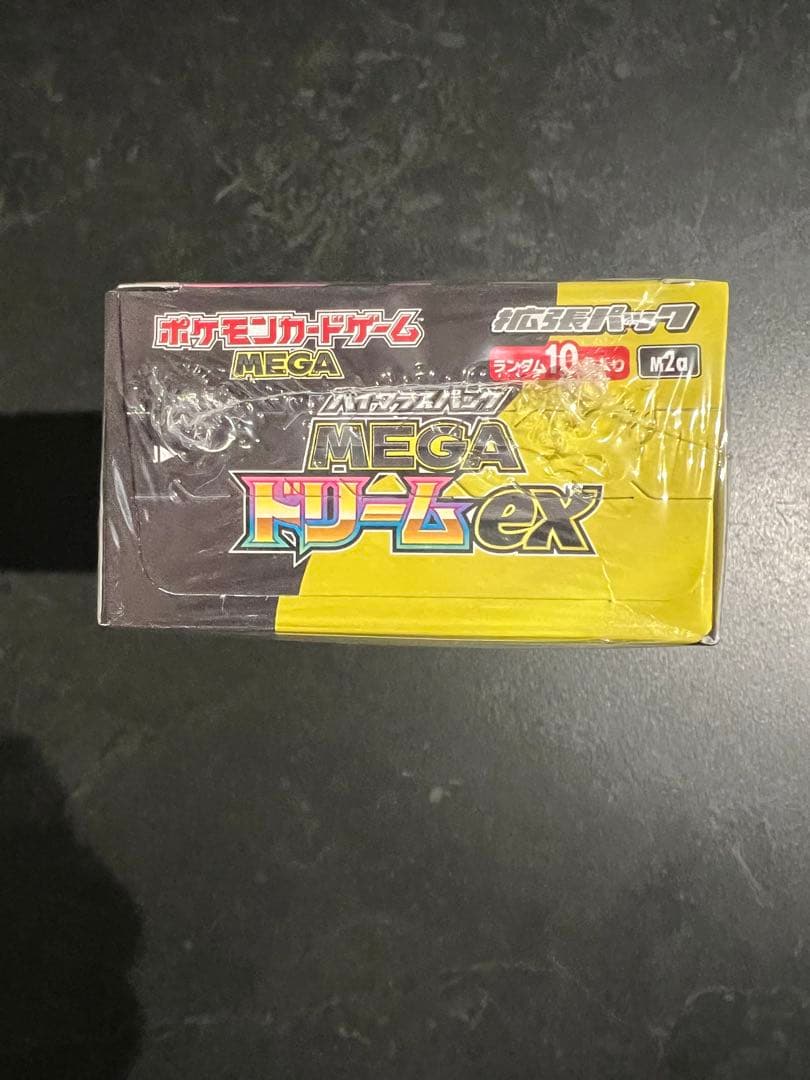 ポケモンカードゲーム
MEGA
拡張パック
ランダム10枚入り
M2a
ハイクラスパック
MEGA
ドリームex